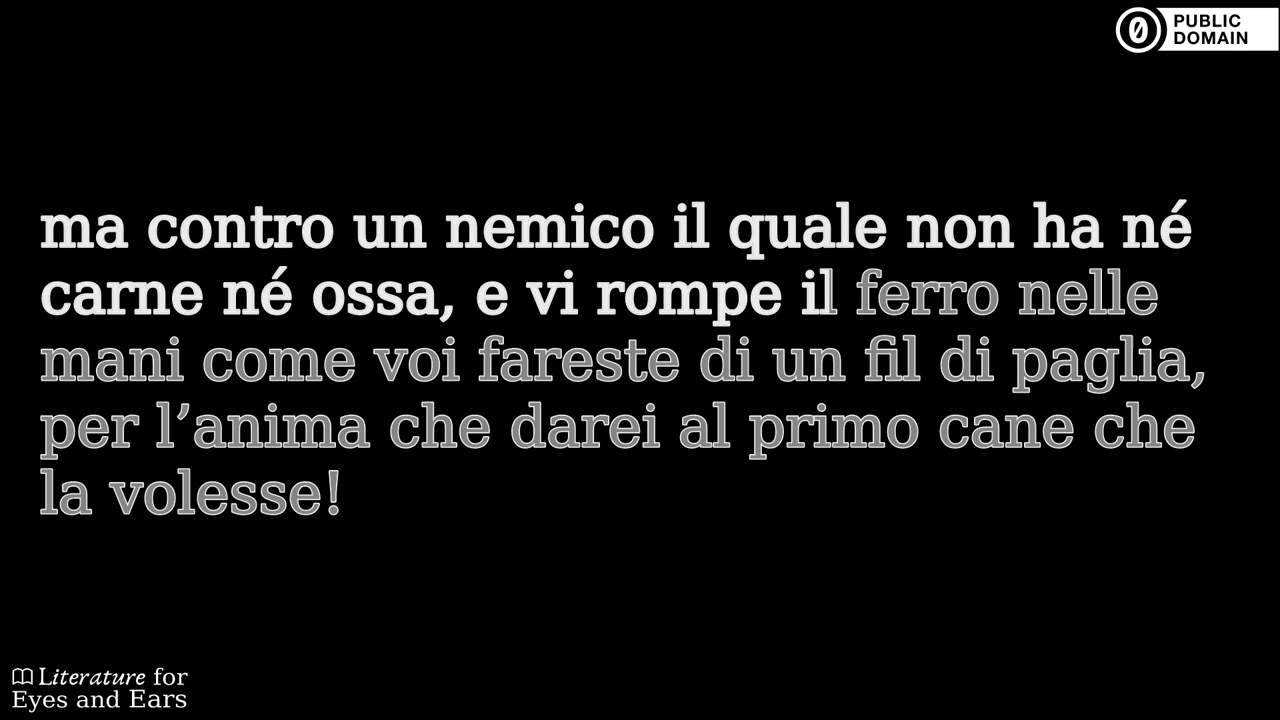 PUBLIC
DOMAIN
ma contro un nemico il quale non ha né
carne né ossa, e vi rompe il ferro nelle
mani come voi fareste di un fil di paglia,
per l’anima che darei al primo cane che
la volesse!
Literature for
Eyes and Ears